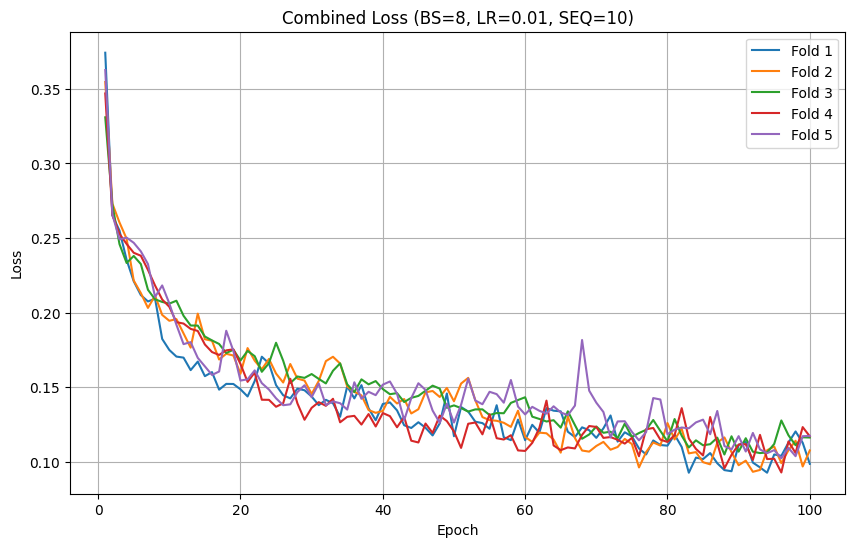 Combined Loss (BS=8, LR=0.01, SEQ=10)
Loss
0.35
0.30
0.25
0.20
0.15
0.10
Fold 1
Fold 2
Fold 3
Fold 4
Fold 5
0
20
40
60
80
100
Epoch